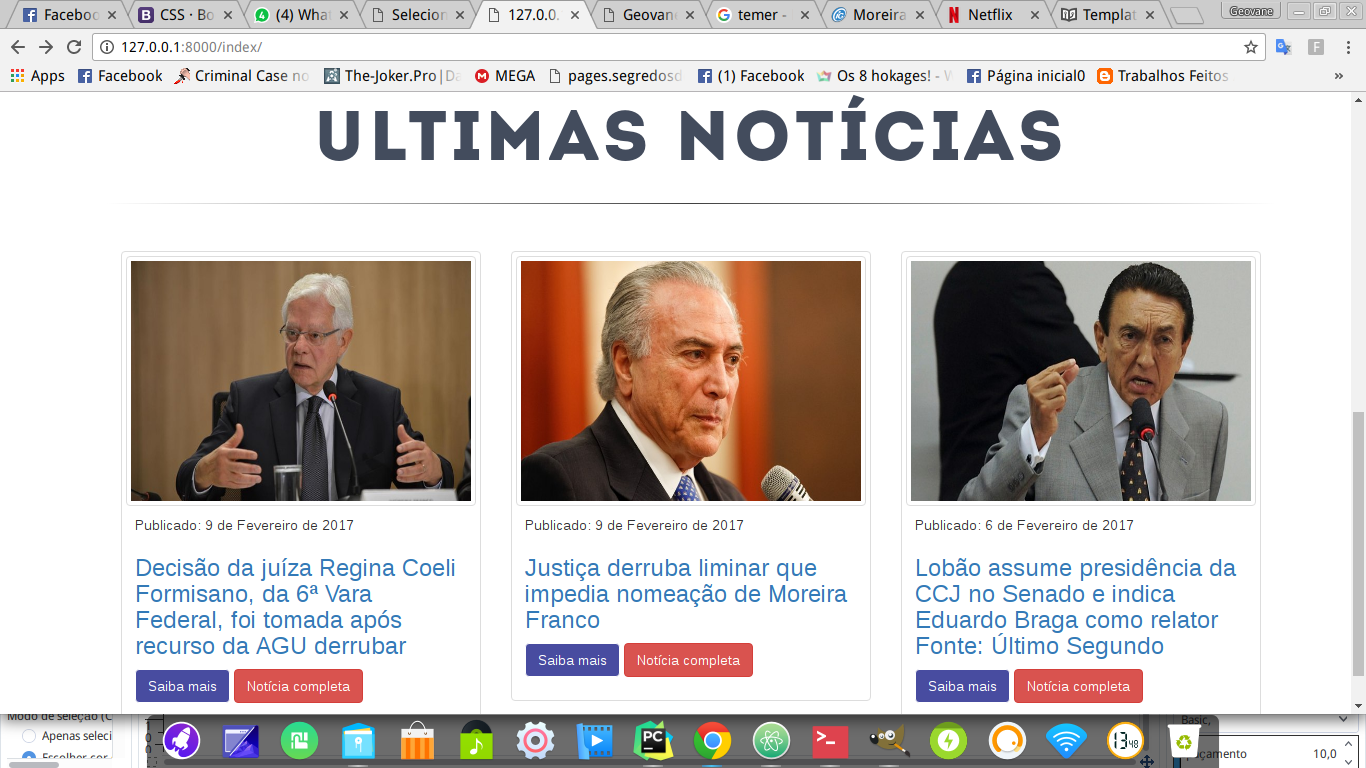 Facebo
CSS · Bo
(4) What
Selecion
127.0.0.
Geovan
temer -
Moreira
Netflix
Templat
Geovane
127.0.0.1:8000/index/
Apps
Facebook
Criminal Case no
The-Joker.Pro|Da
MEGA
pages.segredosd
(1) Facebook
Os 8 hokages! - W
Página inicial0
Trabalhos Feitos
»
ULTIMAS NOTÍCIAS
Publicado: 9 de Fevereiro de 2017
Decisão da juíza Regina Coeli
Formisano, da 6ª Vara
Federal, foi tomada após
recurso da AGU derrubar
Saiba mais
Notícia completa
Publicado: 9 de Fevereiro de 2017
Justiça derruba liminar que
impedia nomeação de Moreira
Franco
Saiba mais
Notícia completa
Publicado: 6 de Fevereiro de 2017
Lobão assume presidência da
CCJ no Senado e indica
Eduardo Braga como relator
Fonte: Último Segundo
Saiba mais
Notícia completa
Modo de seleção (C
Apenas seleci
Escolher cor
PC
13 48
Basic,
paçamento
10,0